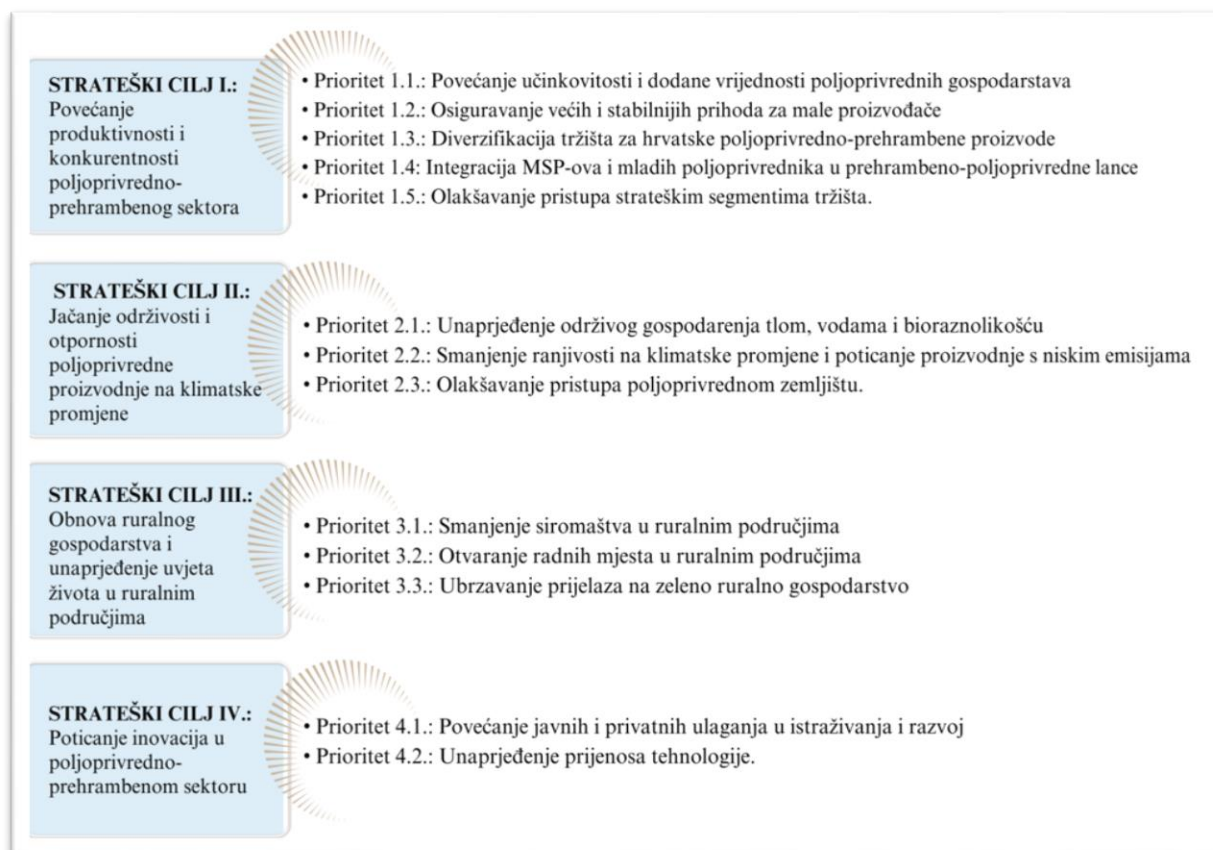 STRATEŠKI CILJ I.:
Povećanje
produktivnosti i
konkurentnosti
poljoprivredno-
prehrambenog sektora
• Prioritet 1.1.: Povećanje učinkovitosti i dodane vrijednosti poljoprivrednih gospodarstava
• Prioritet 1.2.: Osiguravanje većih i stabilnijih prihoda za male proizvođače
• Prioritet 1.3.: Diverzifikacija tržišta za hrvatske poljoprivredno-prehrambene proizvode
• Prioritet 1.4: Integracija MSP-ova i mladih poljoprivrednika u prehrambeno-poljoprivredne lance
• Prioritet 1.5.: Olakšavanje pristupa strateškim segmentima tržišta.
STRATEŠKI CILJ II.:
Jačanje održivosti i
otpornosti
poljoprivredne
proizvodnje na klimatske
promjene
• Prioritet 2.1.: Unaprjeđenje održivog gospodarenja tlom, vodama i bioraznolikošću
• Prioritet 2.2.: Smanjenje ranjivosti na klimatske promjene i poticanje proizvodnje s niskim emisijama
• Prioritet 2.3.: Olakšavanje pristupa poljoprivrednom zemljištu.
STRATEŠKI CILJ III.:
Obnova ruralnog
gospodarstva i
unaprjeđenje uvjeta
života u ruralnim
područjima
• Prioritet 3.1.: Smanjenje siromaštva u ruralnim područjima
• Prioritet 3.2.: Otvaranje radnih mjesta u ruralnim područjima
• Prioritet 3.3.: Ubrzavanje prijelaza na zeleno ruralno gospodarstvo
STRATEŠKI CILJ IV.:
Poticanje inovacija u
poljoprivredno-
prehrambenom sektoru
• Prioritet 4.1.: Povećanje javnih i privatnih ulaganja u istraživanja i razvoj
• Prioritet 4.2.: Unaprjeđenje prijenosa tehnologije.